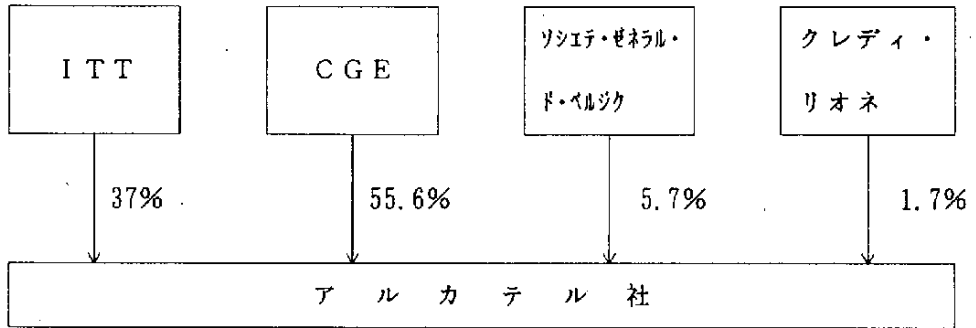 ITT
CGE
ソシエテ・ゼネラル・
ド・ベルジク
クレディ・
リオネ
37%
55.6%
5.7%
1.7%
アルカテル社